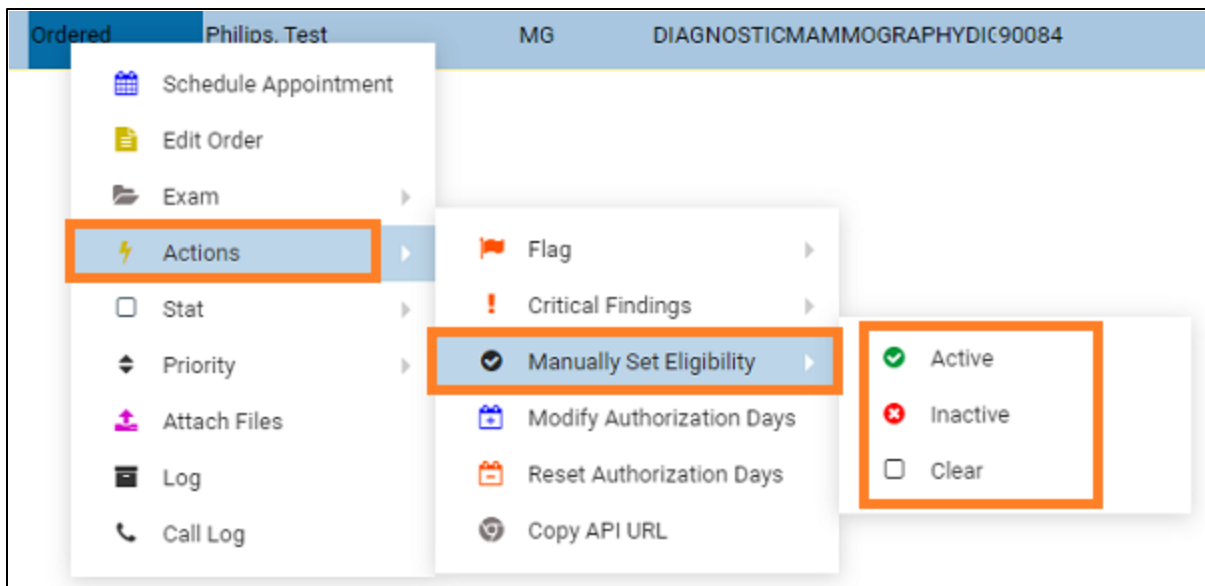 Ordered Philips, Test MG DIAGNOSTICMAMMOGRAPHYDIC90084
Schedule Appointment
Edit Order
Exam
Actions
Stat
Priority
Attach Files
Log
Call Log
Flag
Critical Findings
Manually Set Eligibility
Modify Authorization Days
Reset Authorization Days
Copy API URL
Active
Inactive
Clear